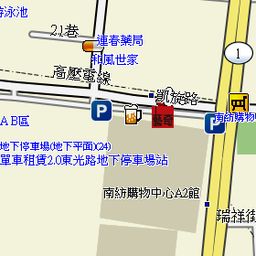 游泳池
21巷
連春藥局
和風世家
高壓電線
1
凱旋路
P
藝奇
P
南紡購物
A B區
地下停車場(地下平面)(24)
單車租賃2.0東光路地下停車場站
南紡購物中心A2館
瑞祥街